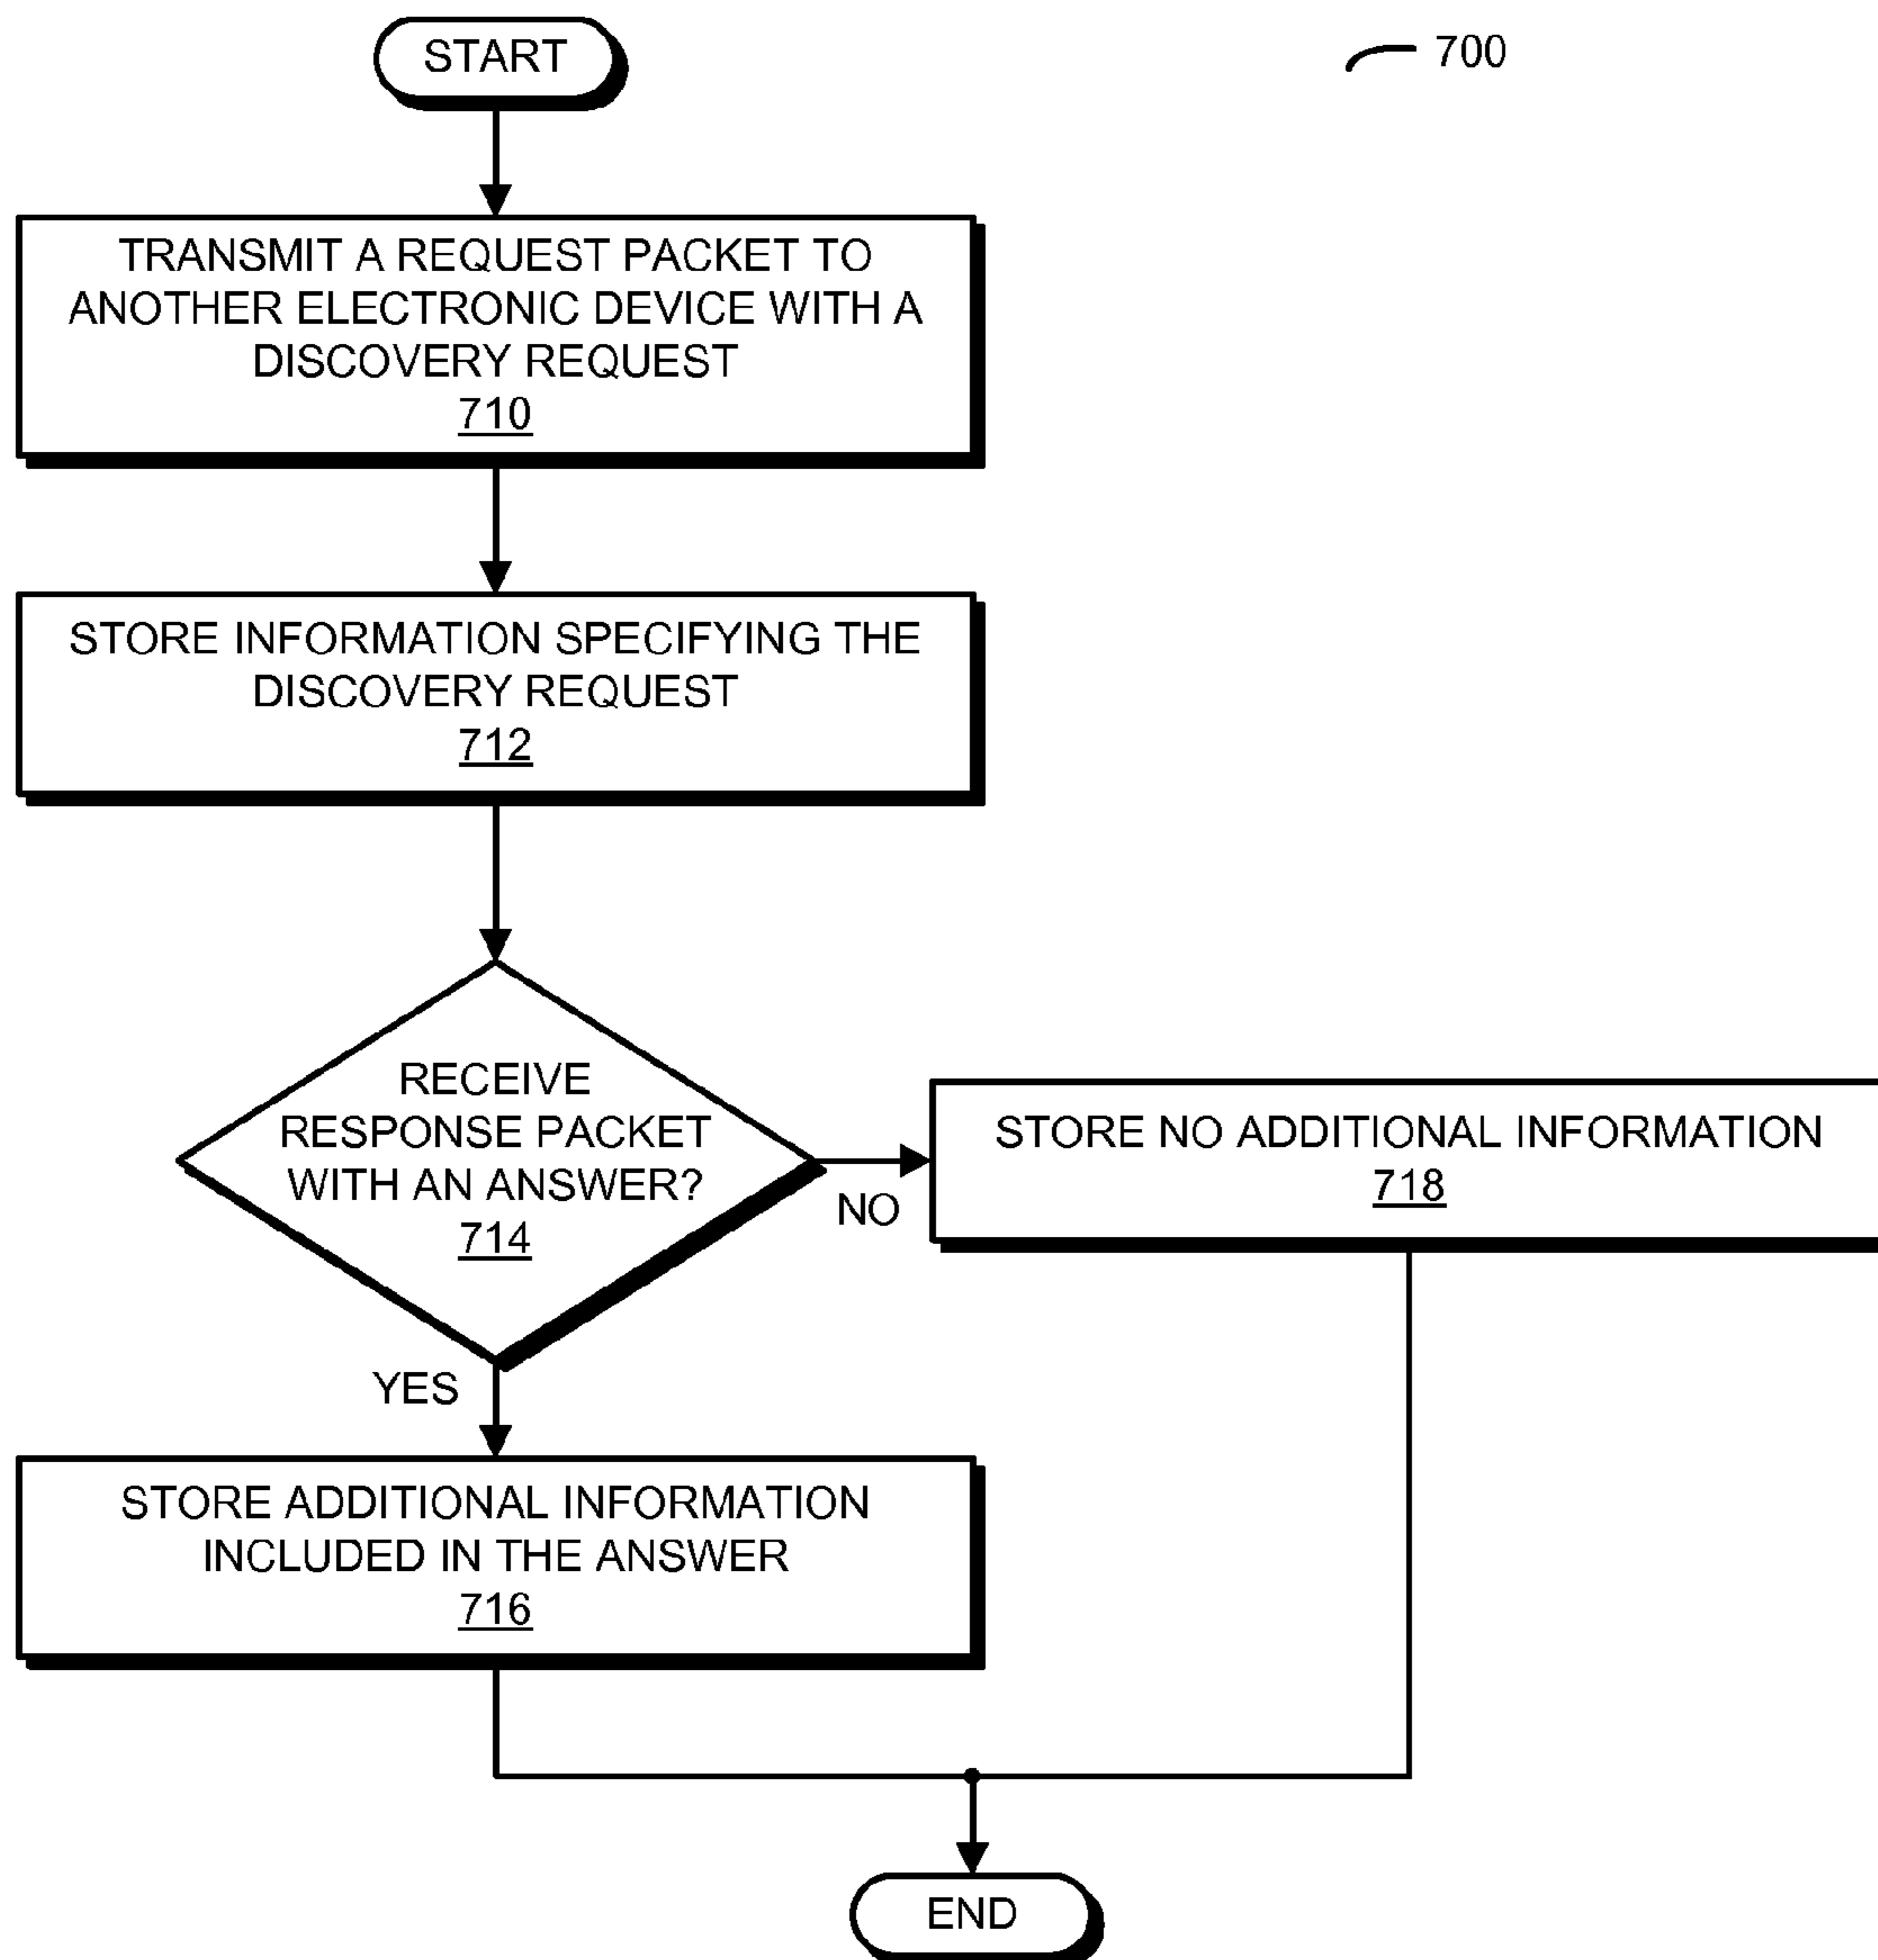 START
700
TRANSMIT A REQUEST PACKET TO
ANOTHER ELECTRONIC DEVICE WITH A
DISCOVERY REQUEST
710
STORE INFORMATION SPECIFYING THE
DISCOVERY REQUEST
712
RECEIVE
RESPONSE PACKET
WITH AN ANSWER?
714
NO
STORE NO ADDITIONAL INFORMATION
718
YES
STORE ADDITIONAL INFORMATION
INCLUDED IN THE ANSWER
716
END